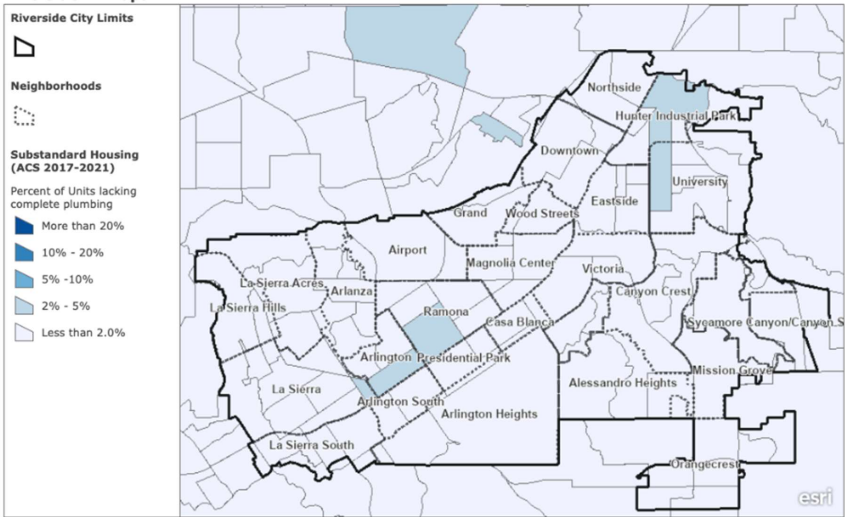 Riverside City Limits
Neighborhoods
Substandard Housing
(ACS 2017-2021)
Percent of Units lacking
complete plumbing
More than 20%
10% - 20%
5% -10%
2% - 5%
Less than 2.0%
Northside
Hunter Industrial Park
Downtown
University
Eastside
Grand
Wood Streets
Airport
Magnolia Center
Victoria
La Sierra Acres
Arlanza
Canyon Crest
La Sierra Hills
Ramona
Casa Blanca
Sycamore Canyon/Canyon S
Arlington
Presidential Park
Mission Grove
La Sierra
Alessandro Heights
Arlington South
Arlington Heights
La Sierra South
Orangecrest
esri